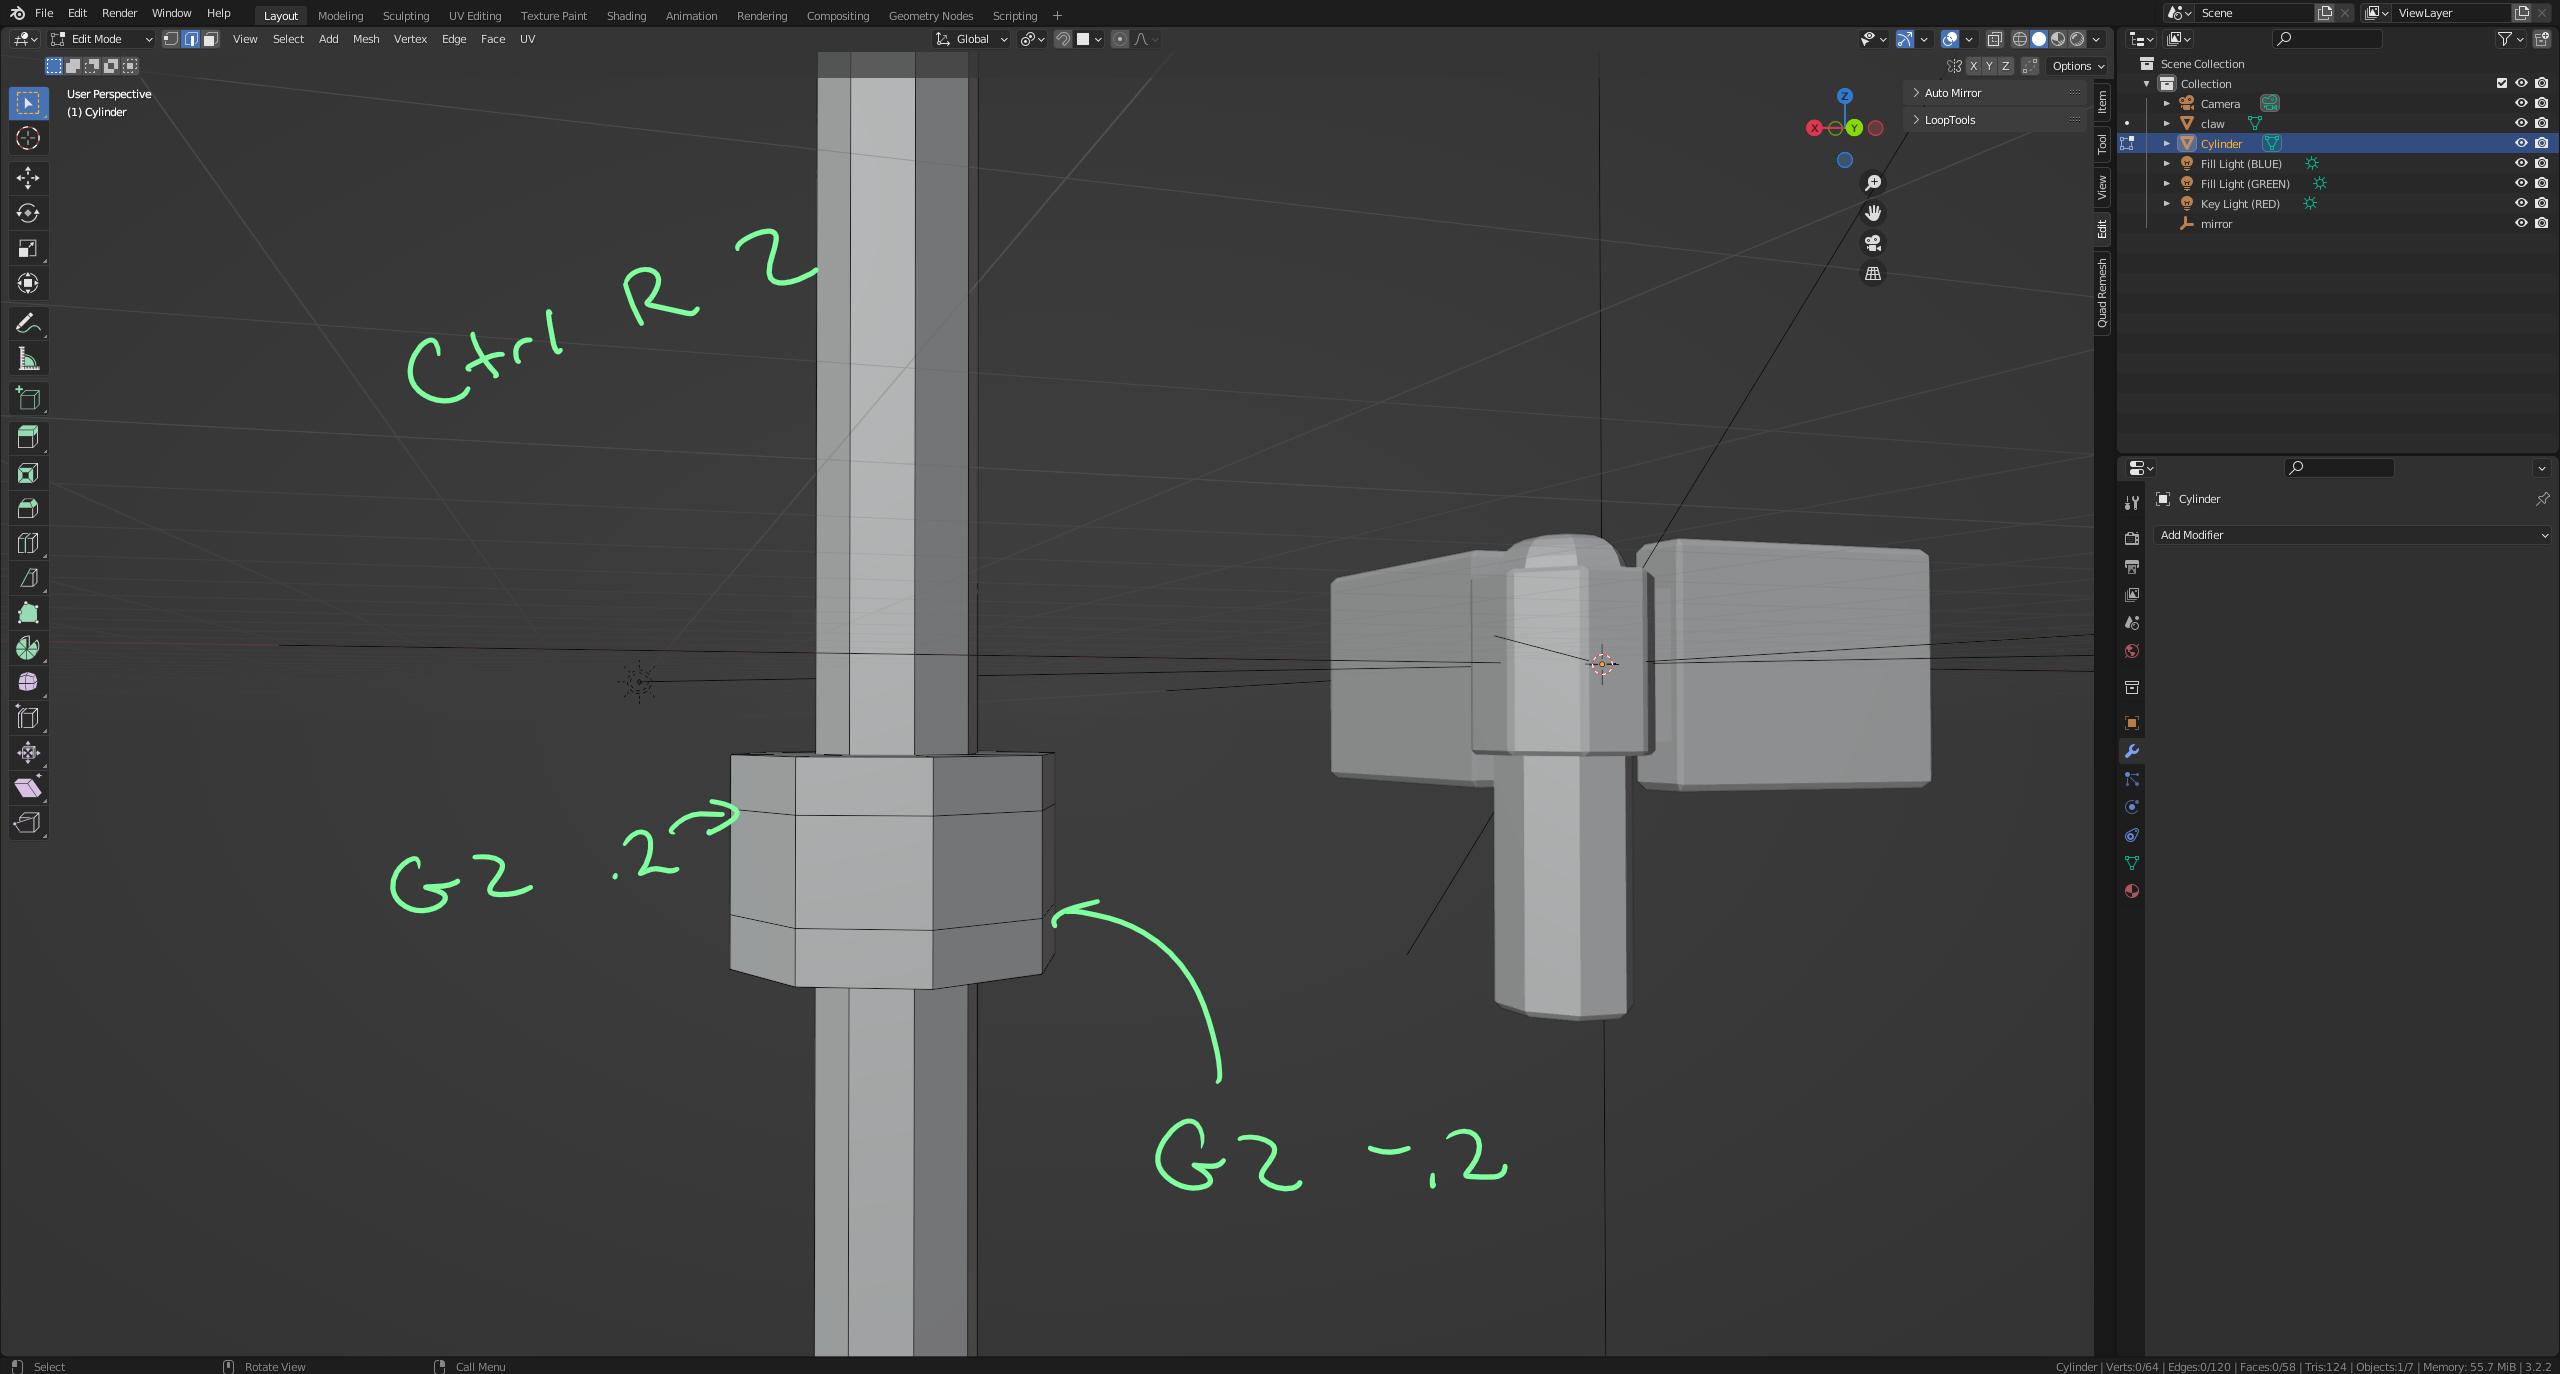 File Edit Render Window Help Layout Modeling Sculpting UV Editing Texture Paint Shading Animation Rendering Compositing Geometry Nodes Scripting + Scene ViewLayer
Edit Mode View Select Add Mesh Vertex Edge Face UV Global
X Y Z Options
User Perspective
(1) Cylinder
Auto Mirror
LoopTools
Z
X Y
Item
Tool
View
Edit
Quad Remesh
Ctrl R 2
G Z .2
G Z -.2
Scene Collection
Collection
Camera
claw
Cylinder
Fill Light (BLUE)
Fill Light (GREEN)
Key Light (RED)
mirror
Cylinder
Add Modifier
Select Rotate View Call Menu
Cylinder | Verts:0/64 | Edges:0/120 | Faces:0/58 | Tris:124 | Objects:1/7 | Memory: 55.7 MiB | 3.2.2